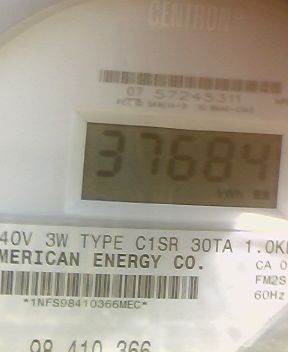 CENTRON
07 57245311
37684
kWh
40V 3W TYPE C1SR 30TA 1.0K
MERICAN ENERGY CO.
CA 0
FM2S
60Hz
*1NFS98410366MEC*
98 410 366